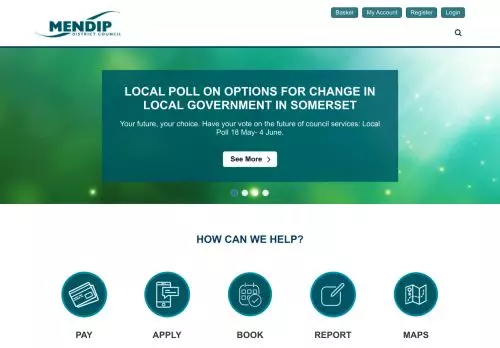 Basket My Account Register Login
MENDIP
DISTRICT COUNCIL
LOCAL POLL ON OPTIONS FOR CHANGE IN
LOCAL GOVERNMENT IN SOMERSET
Your future, your choice. Have your vote on the future of council services: Local
Poll 18 May- 4 June.
See More
HOW CAN WE HELP?
PAY APPLY BOOK REPORT MAPS